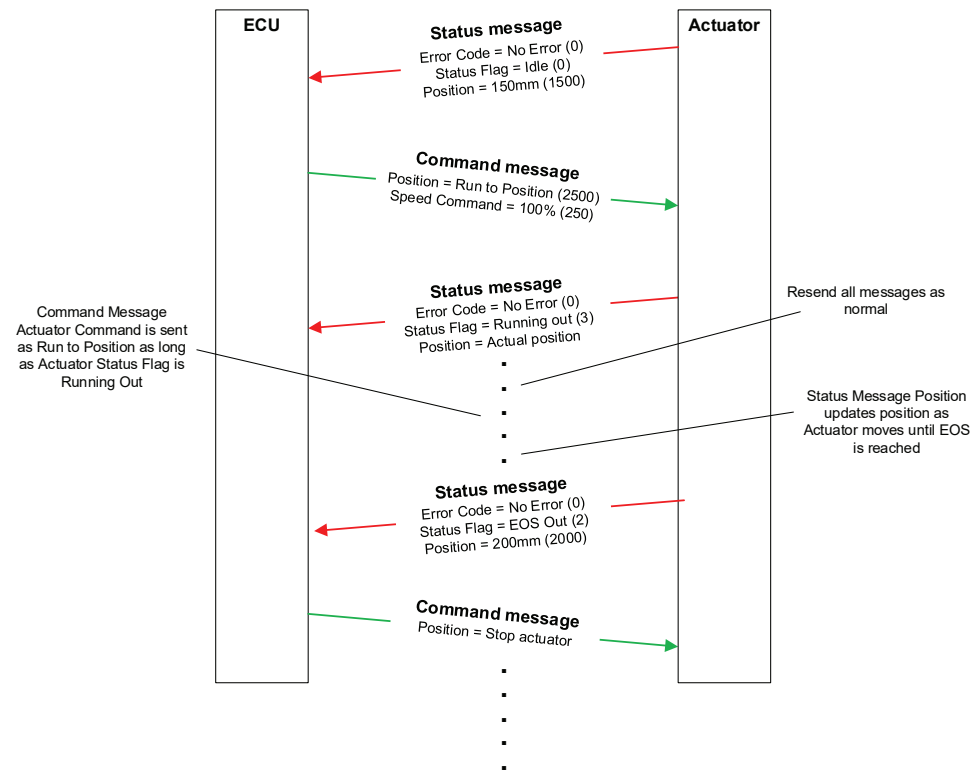 ECU
Actuator
Status message
Error Code = No Error (0)
Status Flag = Idle (0)
Position = 150mm (1500)
Command message
Position = Run to Position (2500)
Speed Command = 100% (250)
Status message
Error Code = No Error (0)
Status Flag = Running out (3)
Position = Actual position
Resend all messages as
normal
Command Message
Actuator Command is sent
as Run to Position as long
as Actuator Status Flag is
Running Out
Status Message Position
updates position as
Actuator moves until EOS
is reached
Status message
Error Code = No Error (0)
Status Flag = EOS Out (2)
Position = 200mm (2000)
Command message
Position = Stop actuator